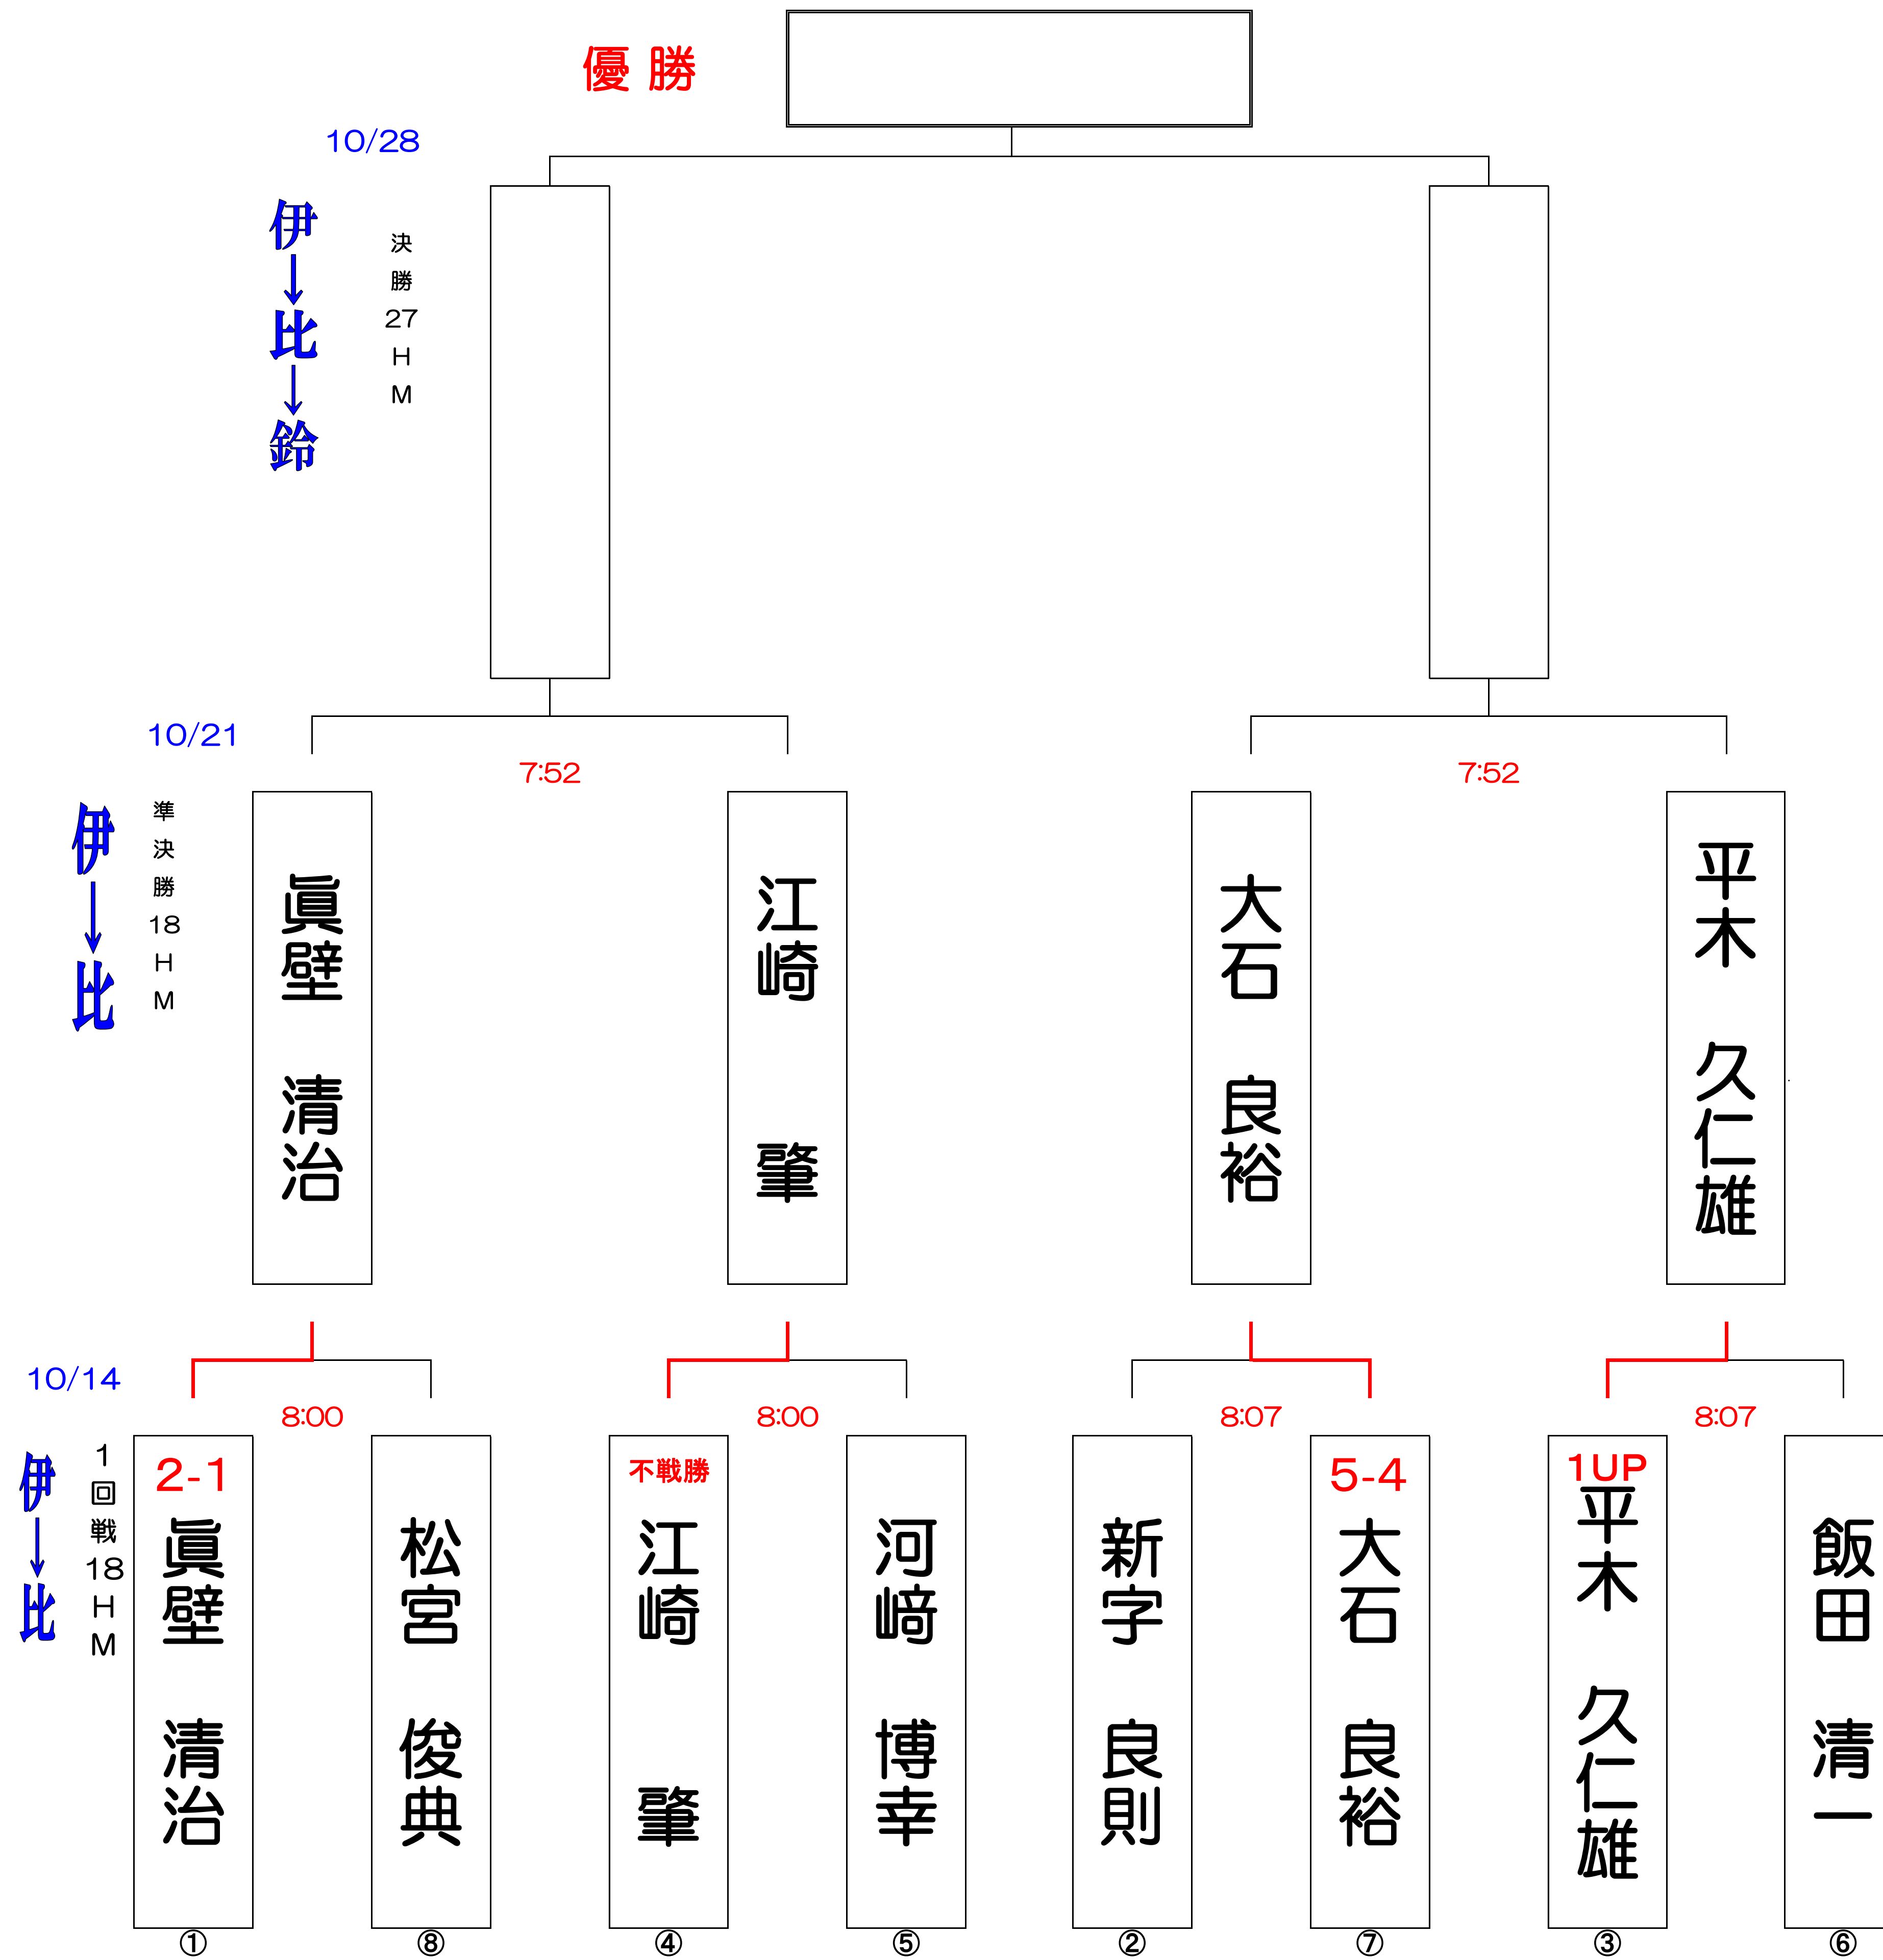 優勝
10/28
伊→比→鈴
決勝27HM
10/21
7:52
7:52
伊→比
準決勝18HM
眞壁 清治
江崎 肇
大石 良裕
平木 久仁雄
10/14
8:00
8:00
8:07
8:07
伊→比
1回戦18HM
2-1
眞壁 清治
松宮 俊典
不戦勝
江崎 肇
河﨑 博幸
新字 良則
5-4
大石 良裕
1UP
平木 久仁雄
飯田 清一
① ⑧ ④ ⑤ ② ⑦ ③ ⑥